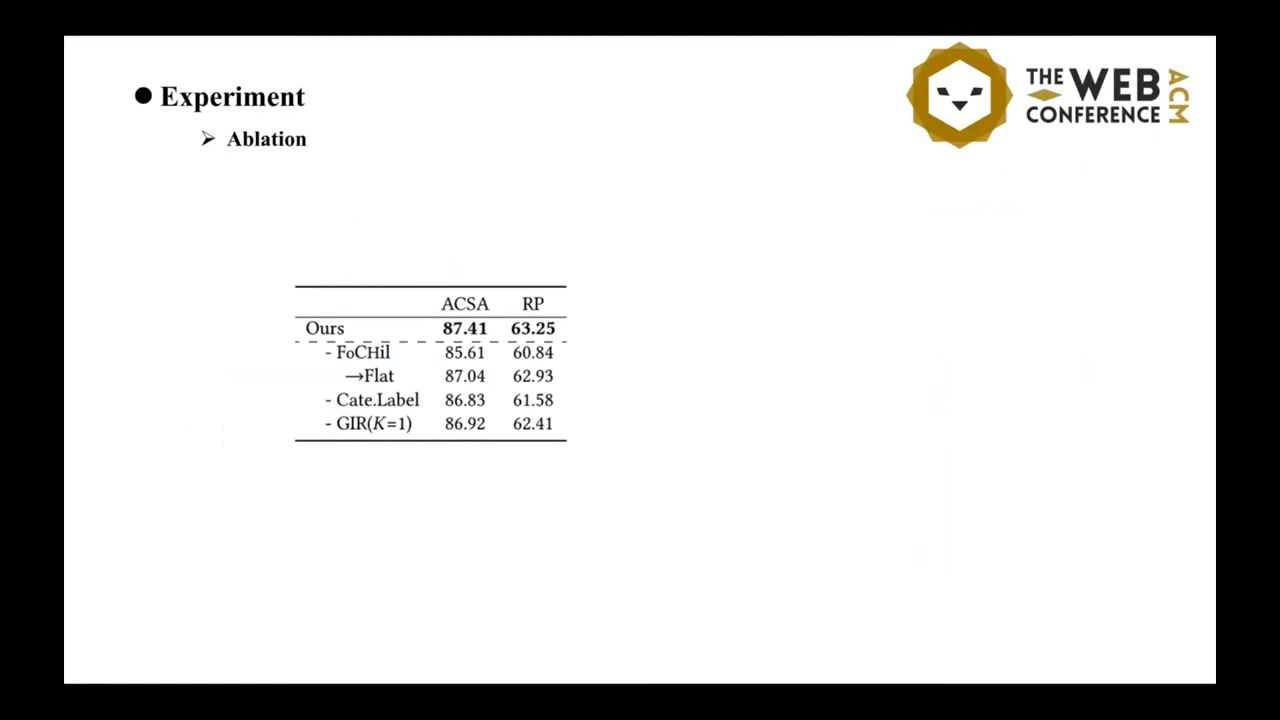 ● Experiment
➢ Ablation
THE WEB CONFERENCE ACM
ACSA RP
Ours 87.41 63.25
- FoCHil 85.61 60.84
→Flat 87.04 62.93
- Cate.Label 86.83 61.58
- GIR(K=1) 86.92 62.41